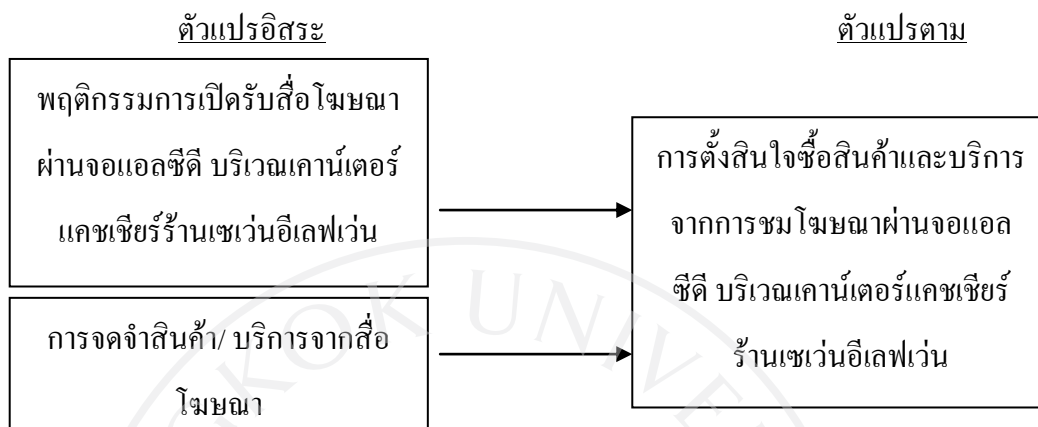 ตัวแปรอิสระ
ตัวแปรตาม
พฤติกรรมการเปิดรับสื่อโฆษณา
ผ่านจอแอลซีดี บริเวณเคาน์เตอร์
แคชเชียร์ร้านเซเว่นอีเลฟเว่น
การจดจำสินค้า/ บริการจากสื่อ
โฆษณา
การตั้งสินใจซื้อสินค้าและบริการ
จากการชมโฆษณาผ่านจอแอล
ซีดี บริเวณเคาน์เตอร์แคชเชียร์
ร้านเซเว่นอีเลฟเว่น
KOK UNIVE